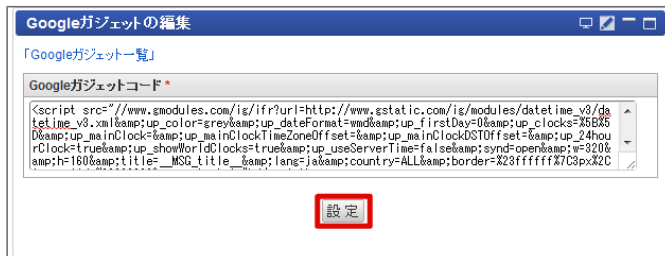 Googleガジェットの編集
「Googleガジェット一覧」
Googleガジェットコード *
<script src="//www.gmodules.com/ig/ifr?url=http://www.gstatic.com/ig/modules/datetime_v3/da
tetime_v3.xml&amp;up_color=grey&amp;up_dateFormat=wmd&amp;up_firstDay=0&amp;up_clocks=%5B%5
D&amp;up_mainClock=&amp;up_mainClockTimeZoneOffset=&amp;up_mainClockDSTOffset=&amp;up_24hou
rClock=true&amp;up_showWorldClocks=true&amp;up_useServerTime=false&amp;synd=open&amp;w=320&
amp;h=160&amp;title=__MSG_title__&amp;lang=ja&amp;country=ALL&amp;border=%23ffffff%7C3px%2C
設定